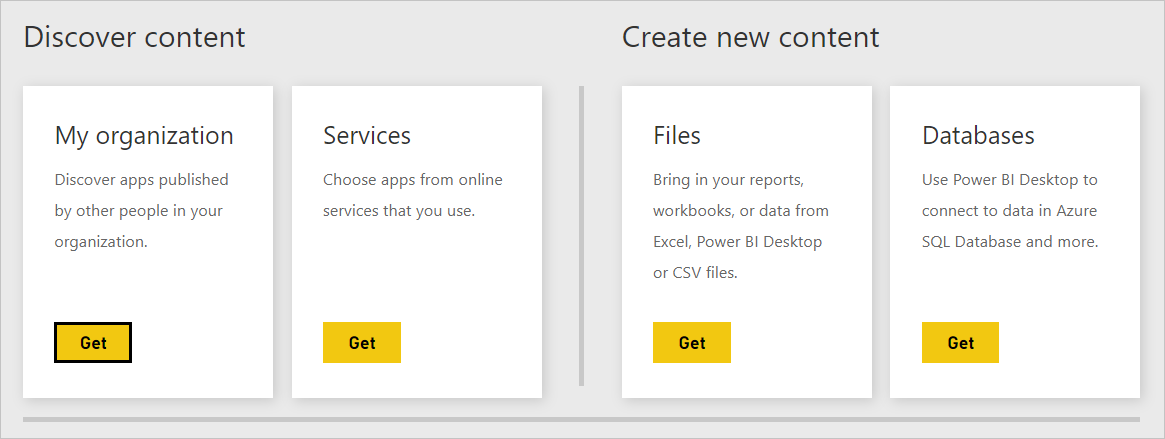 Discover content
My organization
Discover apps published
by other people in your
organization.
Get
Services
Choose apps from online
services that you use.
Get
Create new content
Files
Bring in your reports,
workbooks, or data from
Excel, Power BI Desktop
or CSV files.
Get
Databases
Use Power BI Desktop to
connect to data in Azure
SQL Database and more.
Get